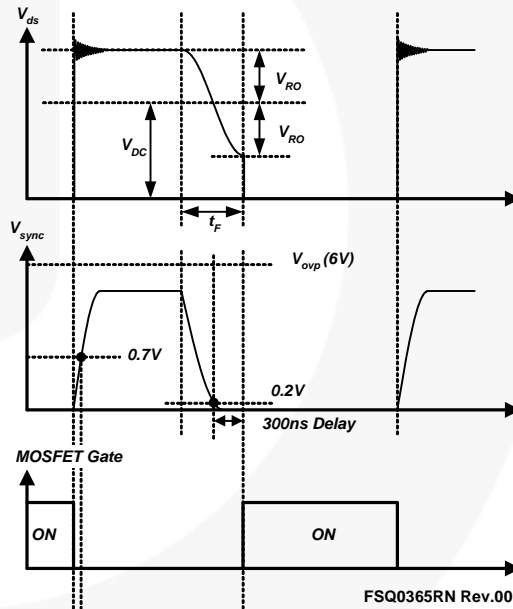 Vds
VRO
VRO
VDC
tF
Vsync
Vovp (6V)
0.7V
0.2V
300ns Delay
MOSFET Gate
ON
ON
FSQ0365RN Rev.00